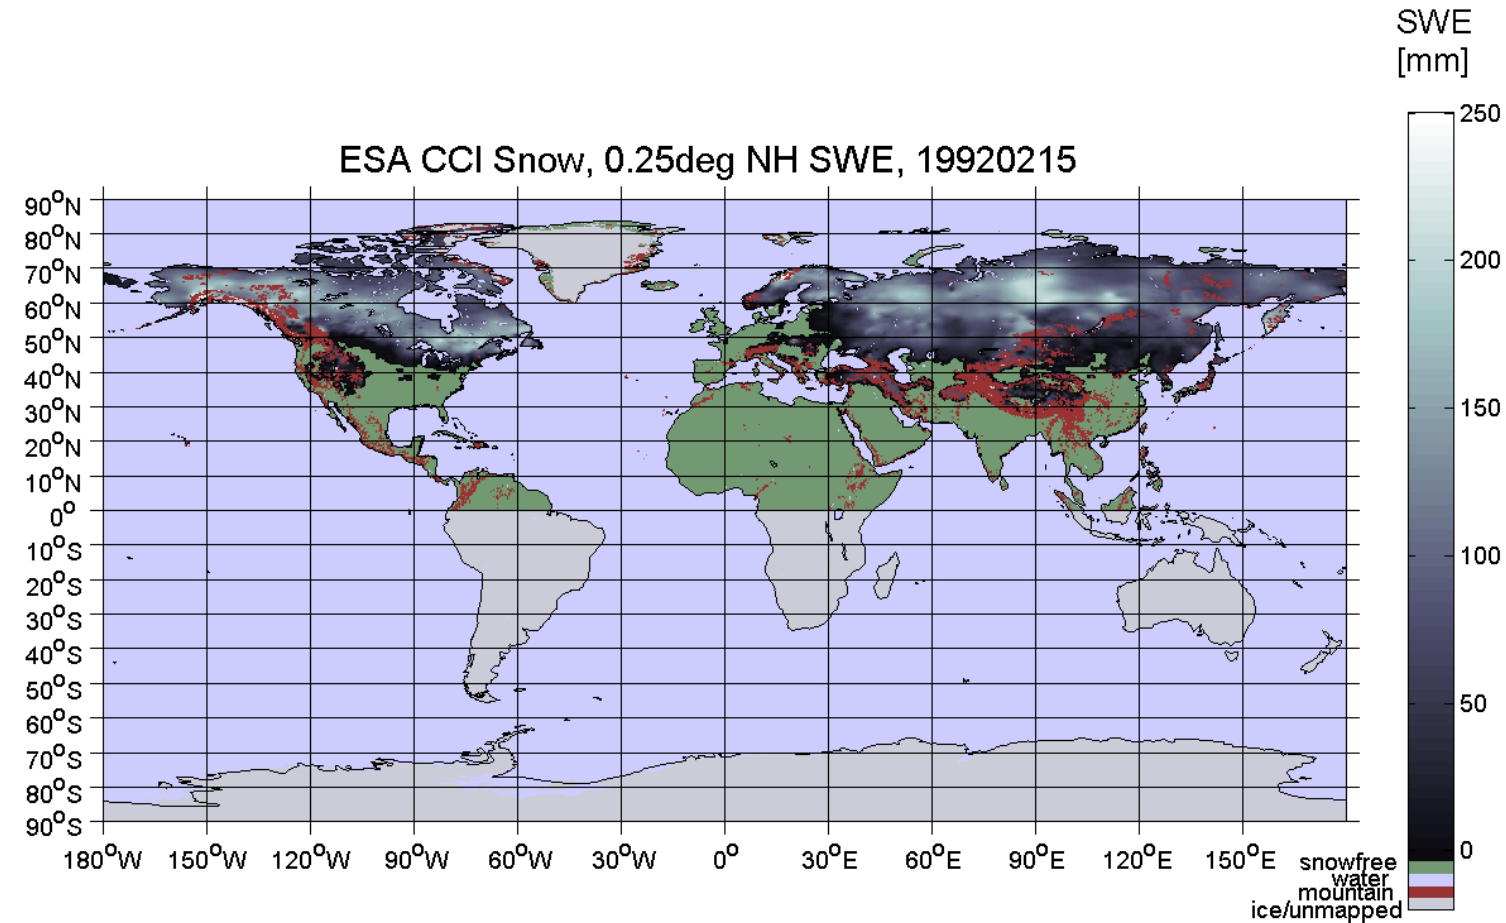 SWE
[mm]
ESA CCI Snow, 0.25deg NH SWE, 19920215
250
200
150
100
50
0
snowfree
water
mountain
ice/unmapped
90°N
80°N
70°N
60°N
50°N
40°N
30°N
20°N
10°N
0°
10°S
20°S
30°S
40°S
50°S
60°S
70°S
80°S
90°S
180°W 150°W 120°W 90°W 60°W 30°W 0° 30°E 60°E 90°E 120°E 150°E